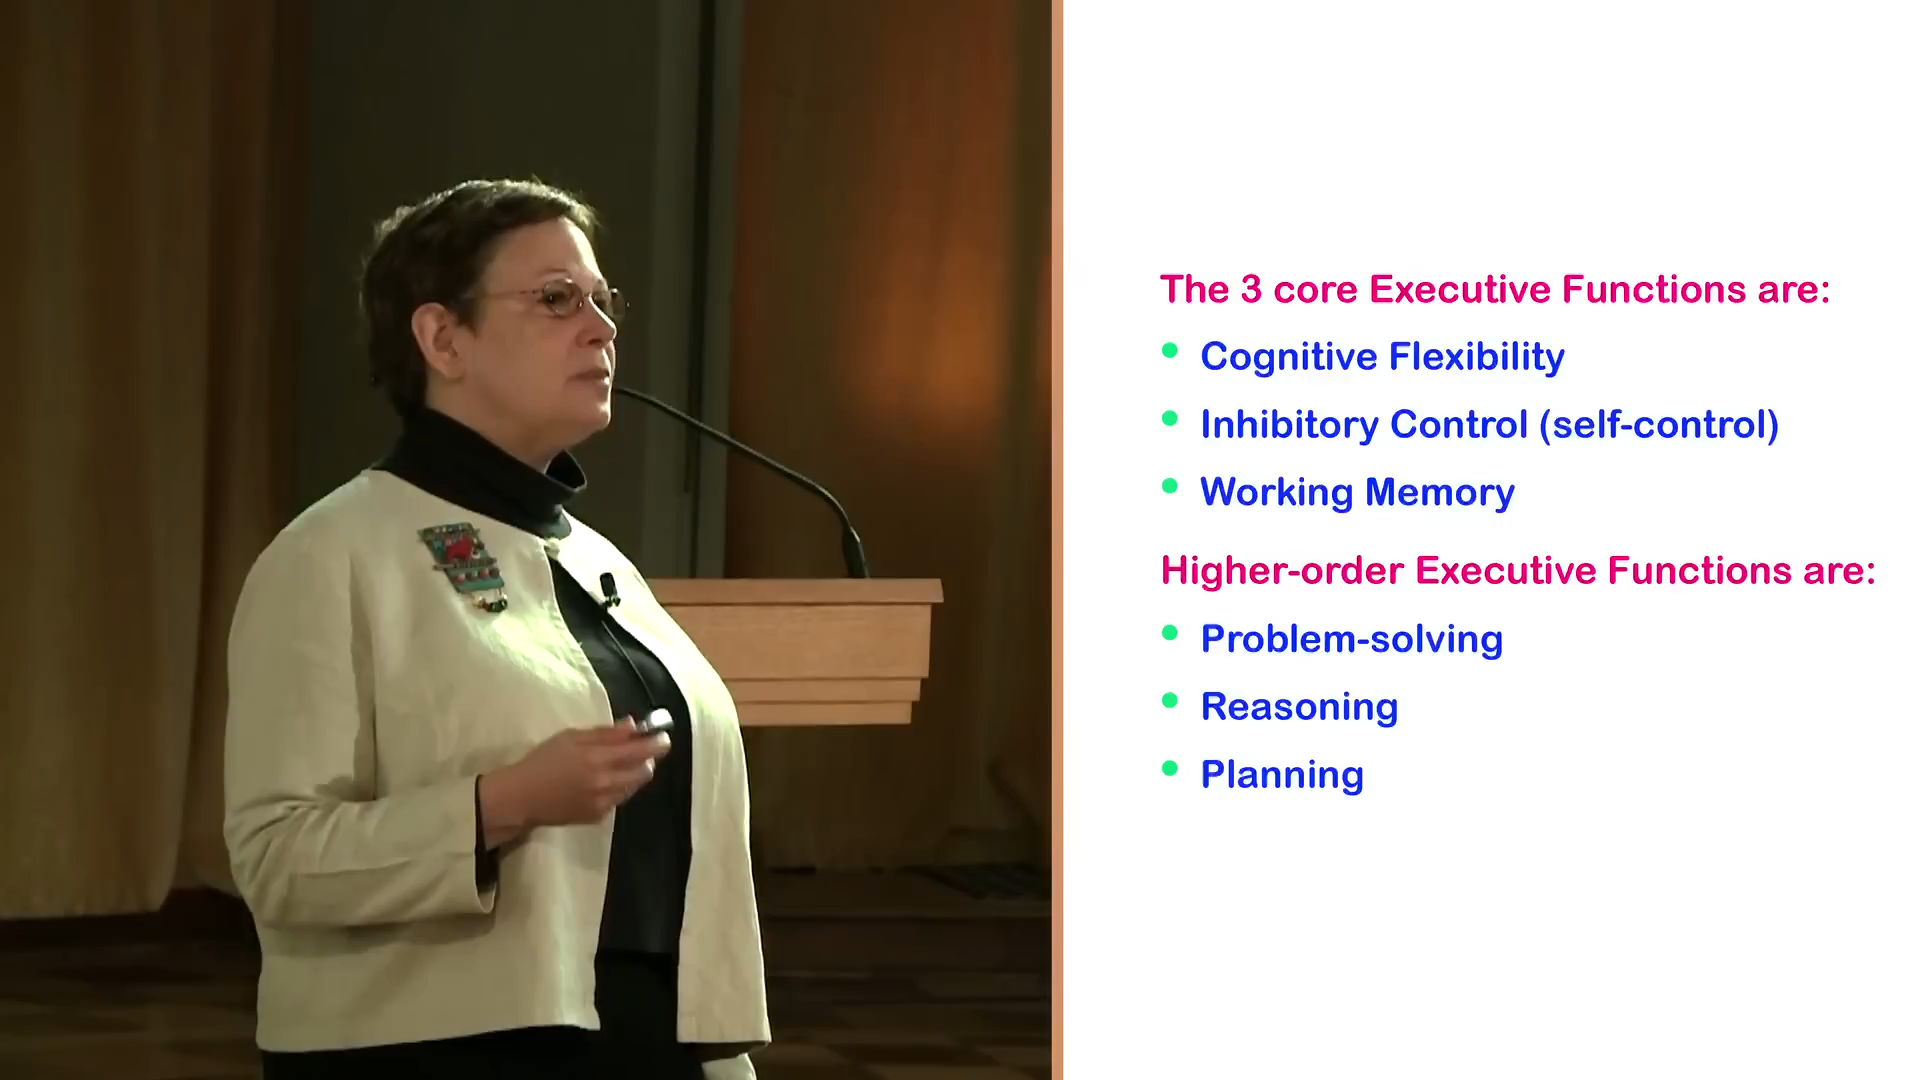 The 3 core Executive Functions are:
• Cognitive Flexibility
• Inhibitory Control (self-control)
• Working Memory
Higher-order Executive Functions are:
• Problem-solving
• Reasoning
• Planning